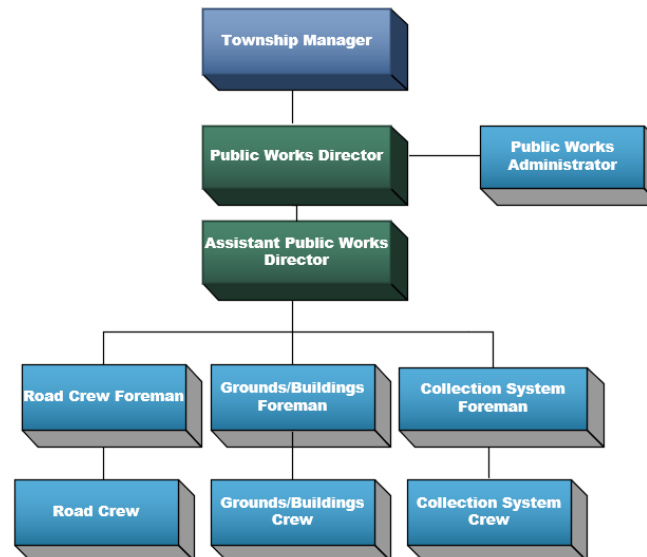 Township Manager
Public Works Director
Public Works
Administrator
Assistant Public Works
Director
Road Crew Foreman
Grounds/Buildings
Foreman
Collection System
Foreman
Road Crew
Grounds/Buildings
Crew
Collection System
Crew